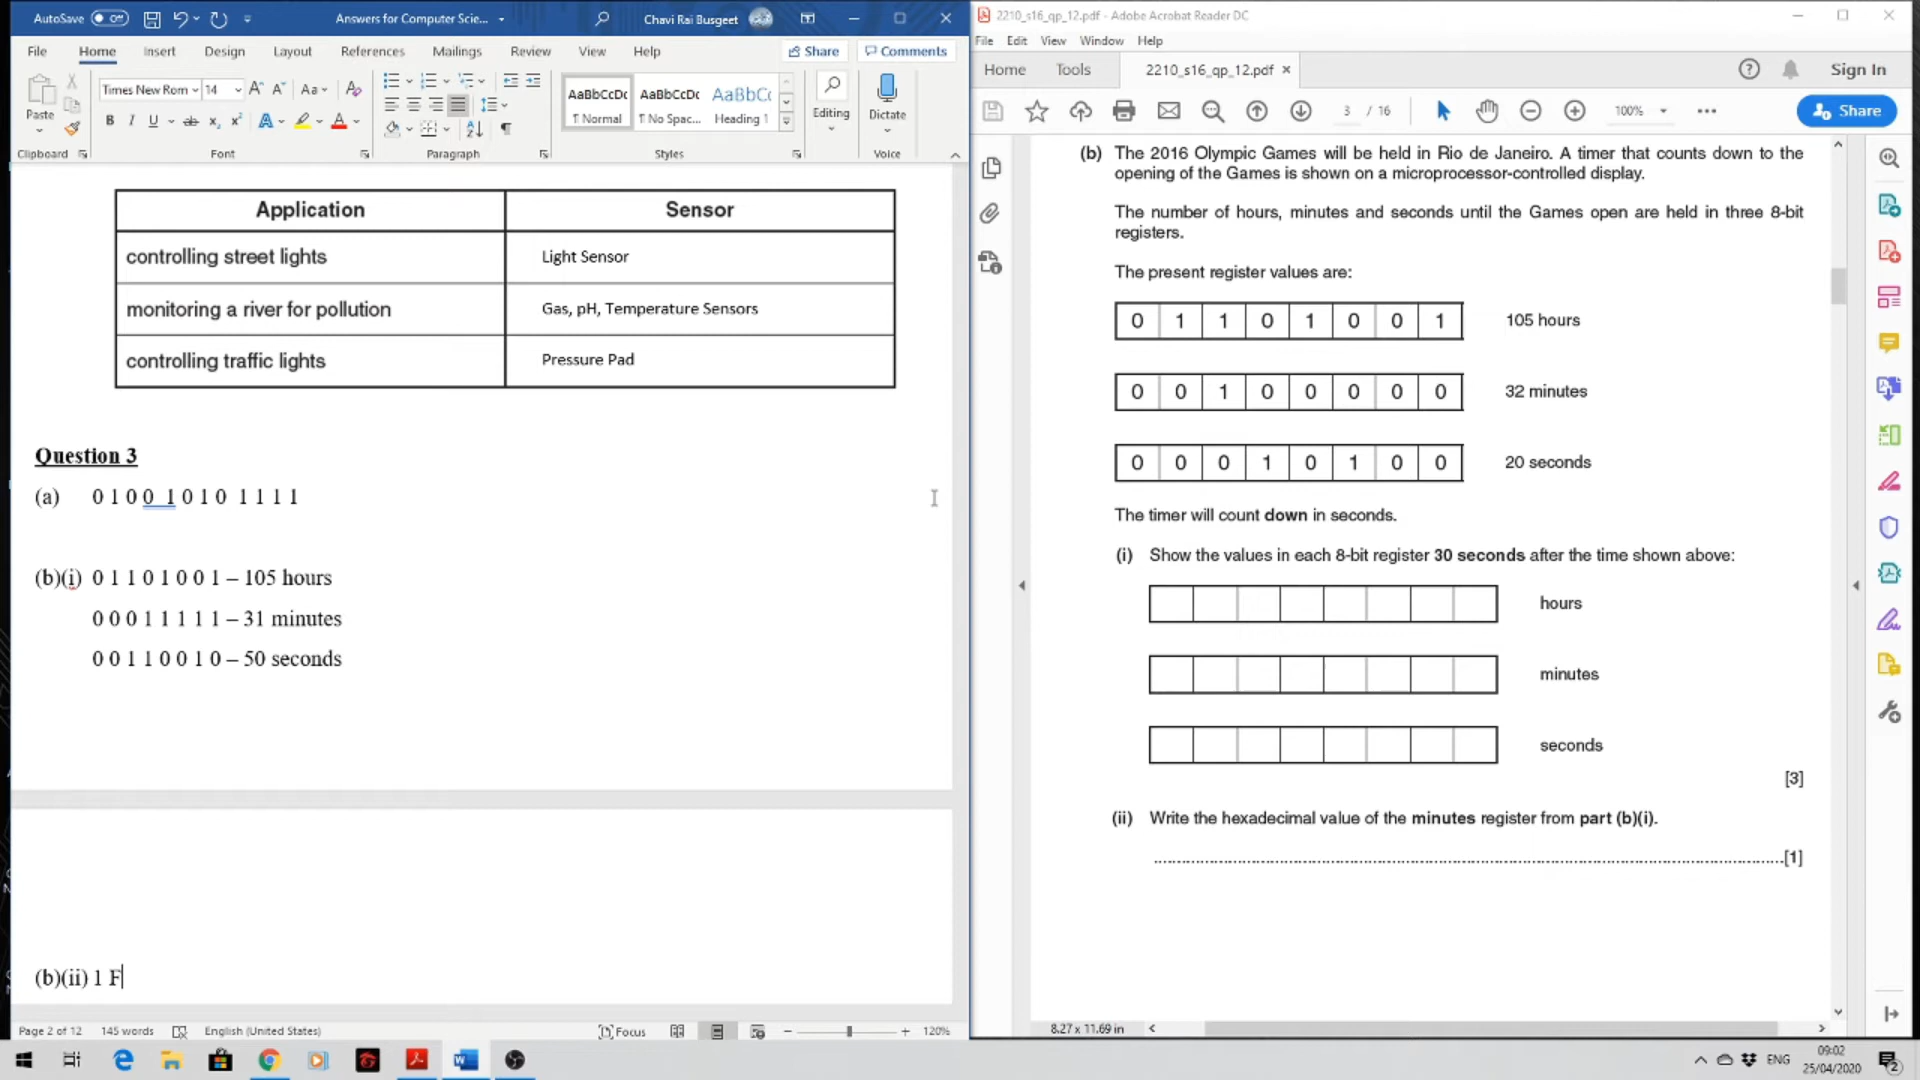 AutoSave Off Answers for Computer Scie... Chavi Rai Busgeet
File Home Insert Design Layout References Mailings Review View Help Share Comments
Paste Times New Rom 14 Aa AaBbCcDc AaBbCcDc AaBbC( Editing Dictate
B I U ab x₂ x² A A ¶ Normal ¶ No Spac... Heading 1
Clipboard Font Paragraph Styles Voice
Application Sensor
controlling street lights Light Sensor
monitoring a river for pollution Gas, pH, Temperature Sensors
controlling traffic lights Pressure Pad
Question 3
(a) 0 1 0 0 1 0 1 0 1 1 1 1
(b)(i) 0 1 1 0 1 0 0 1 – 105 hours
0 0 0 1 1 1 1 1 – 31 minutes
0 0 1 1 0 0 1 0 – 50 seconds
(b)(ii) 1 F
Page 2 of 12 145 words English (United States) Focus 120%
2210_s16_qp_12.pdf - Adobe Acrobat Reader DC
File Edit View Window Help
Home Tools 2210_s16_qp_12.pdf × Sign In
3 / 16 100% Share
(b) The 2016 Olympic Games will be held in Rio de Janeiro. A timer that counts down to the
opening of the Games is shown on a microprocessor-controlled display.
The number of hours, minutes and seconds until the Games open are held in three 8-bit
registers.
The present register values are:
0 1 1 0 1 0 0 1 105 hours
0 0 1 0 0 0 0 0 32 minutes
0 0 0 1 0 1 0 0 20 seconds
The timer will count down in seconds.
(i) Show the values in each 8-bit register 30 seconds after the time shown above:
hours
minutes
seconds
[3]
(ii) Write the hexadecimal value of the minutes register from part (b)(i).
[1]
8.27 x 11.69 in
ENG 09:02
25/04/2020 2